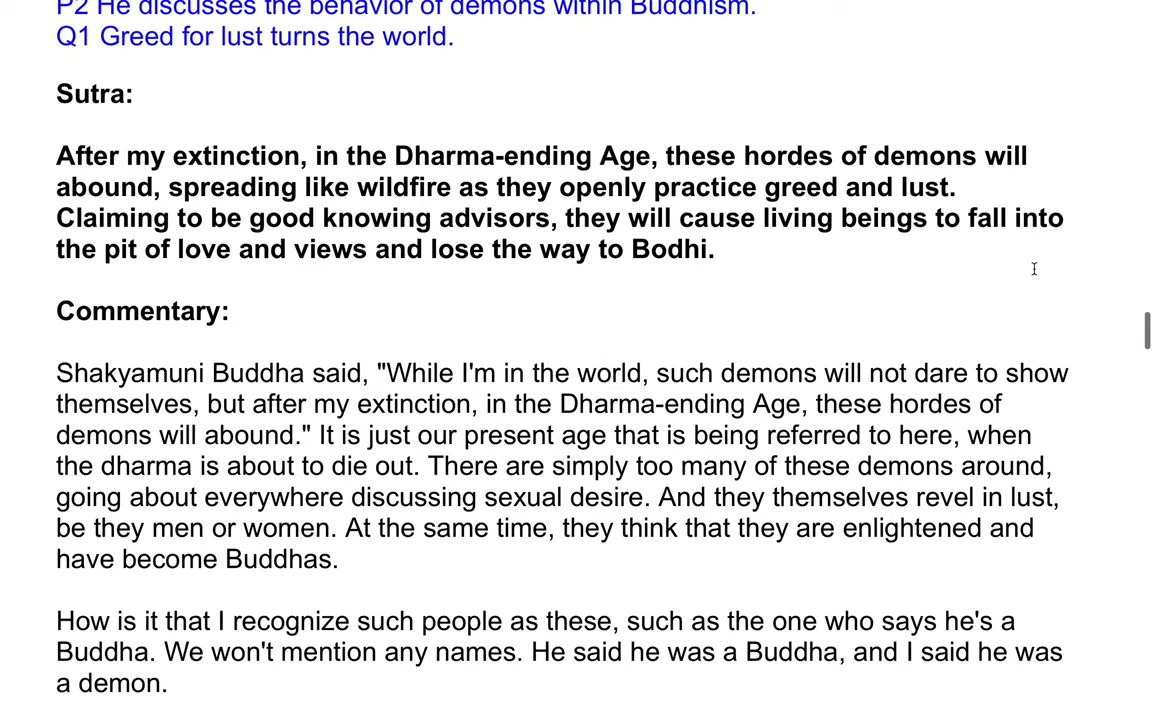 P2 He discusses the behavior of demons within Buddhism.
Q1 Greed for lust turns the world.
Sutra:
After my extinction, in the Dharma-ending Age, these hordes of demons will
abound, spreading like wildfire as they openly practice greed and lust.
Claiming to be good knowing advisors, they will cause living beings to fall into
the pit of love and views and lose the way to Bodhi.
Commentary:
Shakyamuni Buddha said, "While I'm in the world, such demons will not dare to show
themselves, but after my extinction, in the Dharma-ending Age, these hordes of
demons will abound." It is just our present age that is being referred to here, when
the dharma is about to die out. There are simply too many of these demons around,
going about everywhere discussing sexual desire. And they themselves revel in lust,
be they men or women. At the same time, they think that they are enlightened and
have become Buddhas.
How is it that I recognize such people as these, such as the one who says he's a
Buddha. We won't mention any names. He said he was a Buddha, and I said he was
a demon.